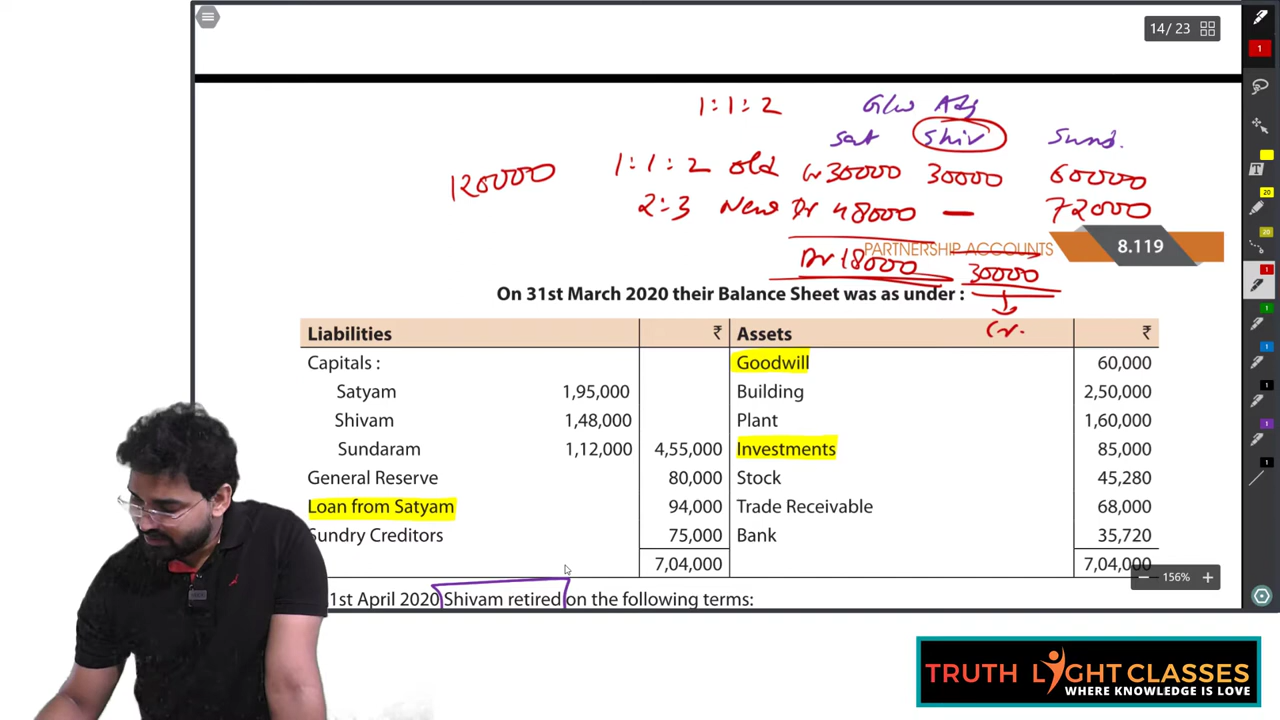 14/ 23
1:1:2 Glw Adj
Sat Shiv Sund.
120000 1:1:2 old Cr 30000 30000 60000
2:3 New Dr 48000 — 72000
PARTNERSHIP ACCOUNTS 8.119
Dr 18000 30000
On 31st March 2020 their Balance Sheet was as under :
Cr.
Liabilities ₹ Assets ₹
Capitals : Goodwill 60,000
Satyam 1,95,000 Building 2,50,000
Shivam 1,48,000 Plant 1,60,000
Sundaram 1,12,000 4,55,000 Investments 85,000
General Reserve 80,000 Stock 45,280
Loan from Satyam 94,000 Trade Receivable 68,000
Sundry Creditors 75,000 Bank 35,720
7,04,000 7,04,000
156%
1st April 2020 Shivam retired on the following terms:
TRUTH LIGHT CLASSES
WHERE KNOWLEDGE IS LOVE